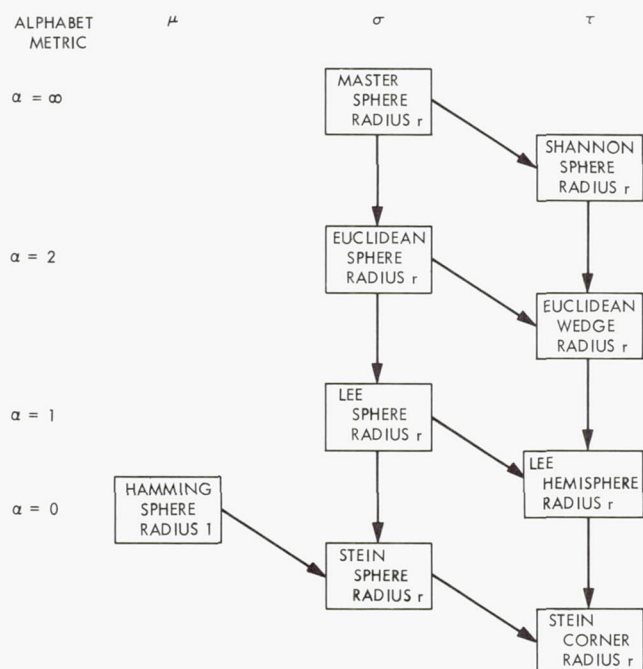 ALPHABET
METRIC
μ
σ
τ
α = ∞
MASTER
SPHERE
RADIUS r
SHANNON
SPHERE
RADIUS r
α = 2
EUCLIDEAN
SPHERE
RADIUS r
EUCLIDEAN
WEDGE
RADIUS r
α = 1
LEE
SPHERE
RADIUS r
LEE
HEMISPHERE
RADIUS r
α = 0
HAMMING
SPHERE
RADIUS 1
STEIN
SPHERE
RADIUS r
STEIN
CORNER
RADIUS r